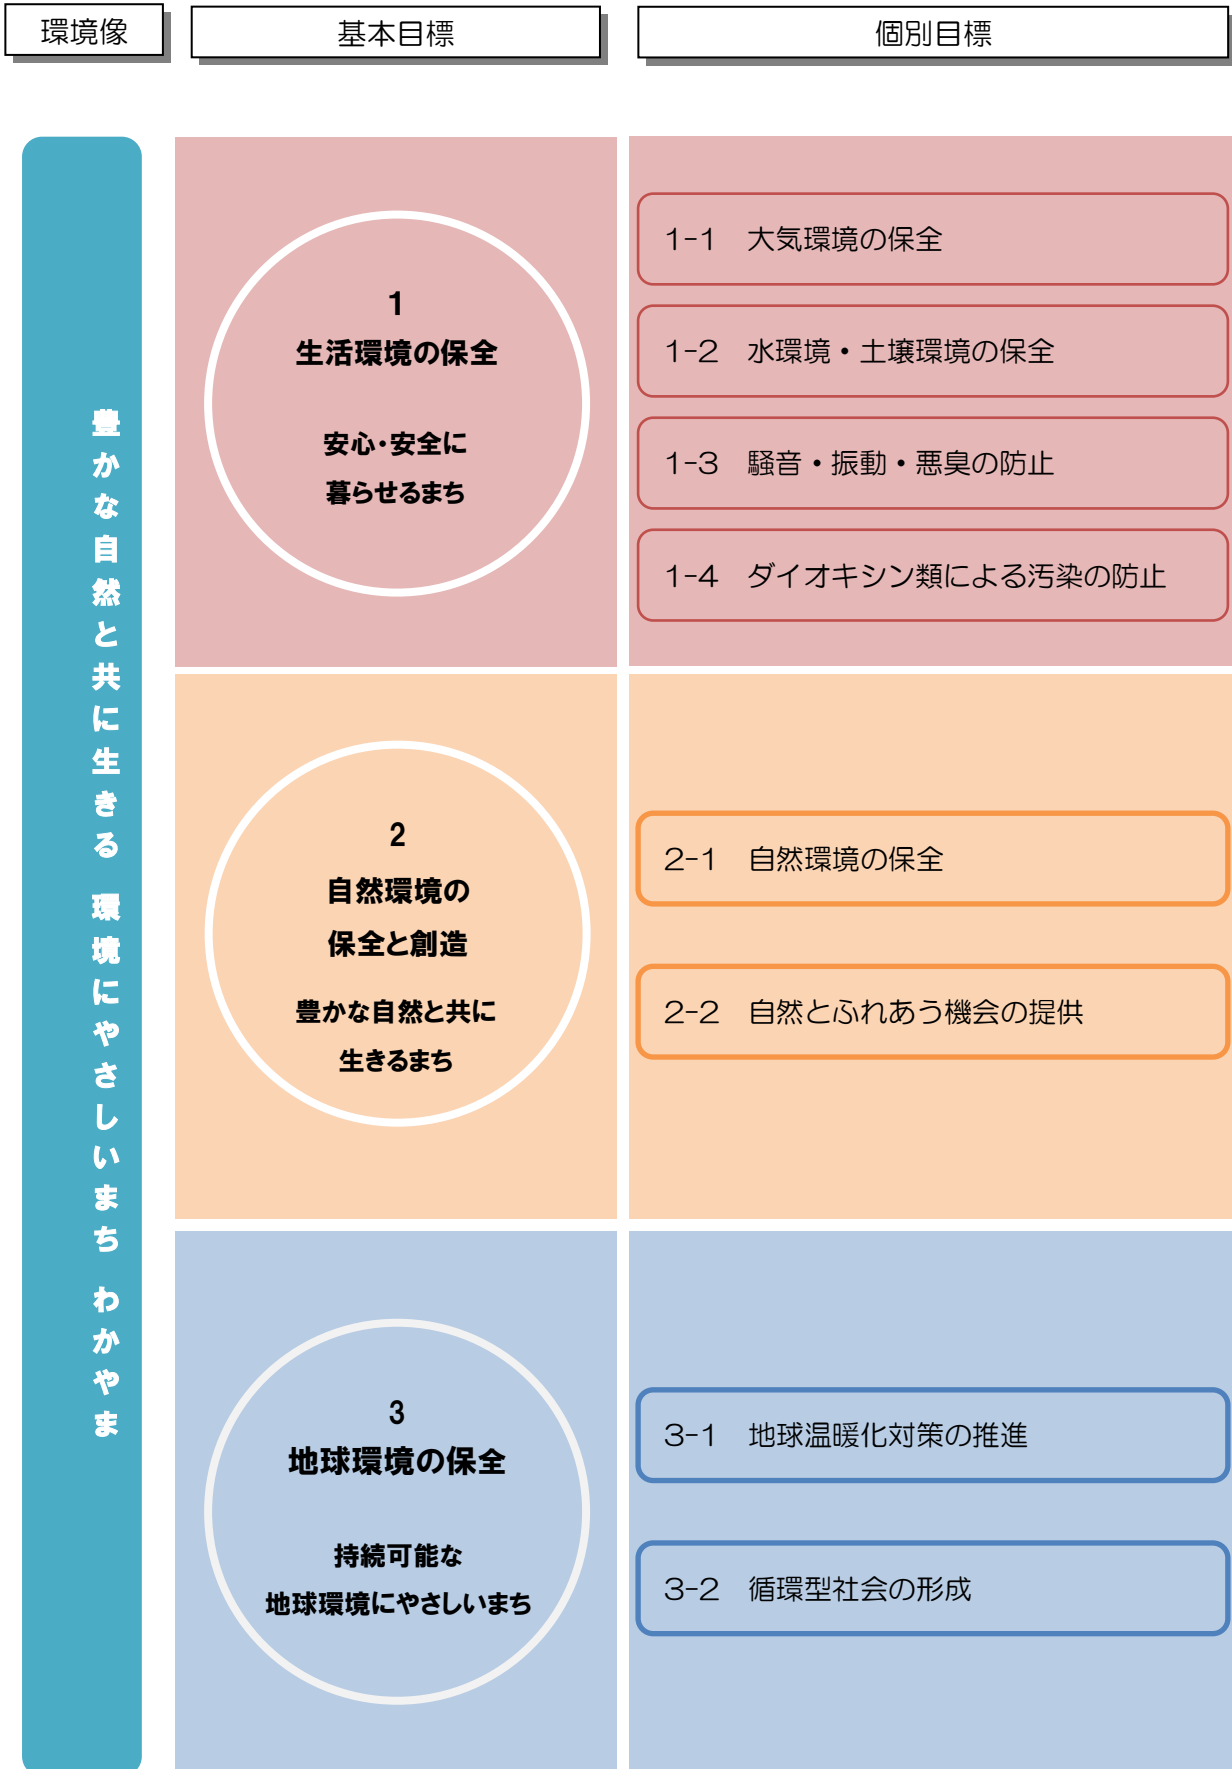 環境像
基本目標
個別目標
豊かな自然と共に生きる 環境にやさしいまち わかやま
1
生活環境の保全
安心・安全に
暮らせるまち
1-1 大気環境の保全
1-2 水環境・土壌環境の保全
1-3 騒音・振動・悪臭の防止
1-4 ダイオキシン類による汚染の防止
2
自然環境の
保全と創造
豊かな自然と共に
生きるまち
2-1 自然環境の保全
2-2 自然とふれあう機会の提供
3
地球環境の保全
持続可能な
地球環境にやさしいまち
3-1 地球温暖化対策の推進
3-2 循環型社会の形成